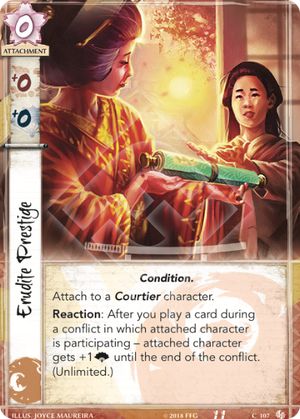 0
ATTACHMENT
+0
+0
Erudite Prestige
Condition.
Attach to a Courtier character.
Reaction: After you play a card
during a conflict in which attached character
is participating – attached character
gets +1 until the end of the conflict.
(Unlimited.)
ILLUS. JOYCE MAUREIRA
©2018 FFG
11
C 107